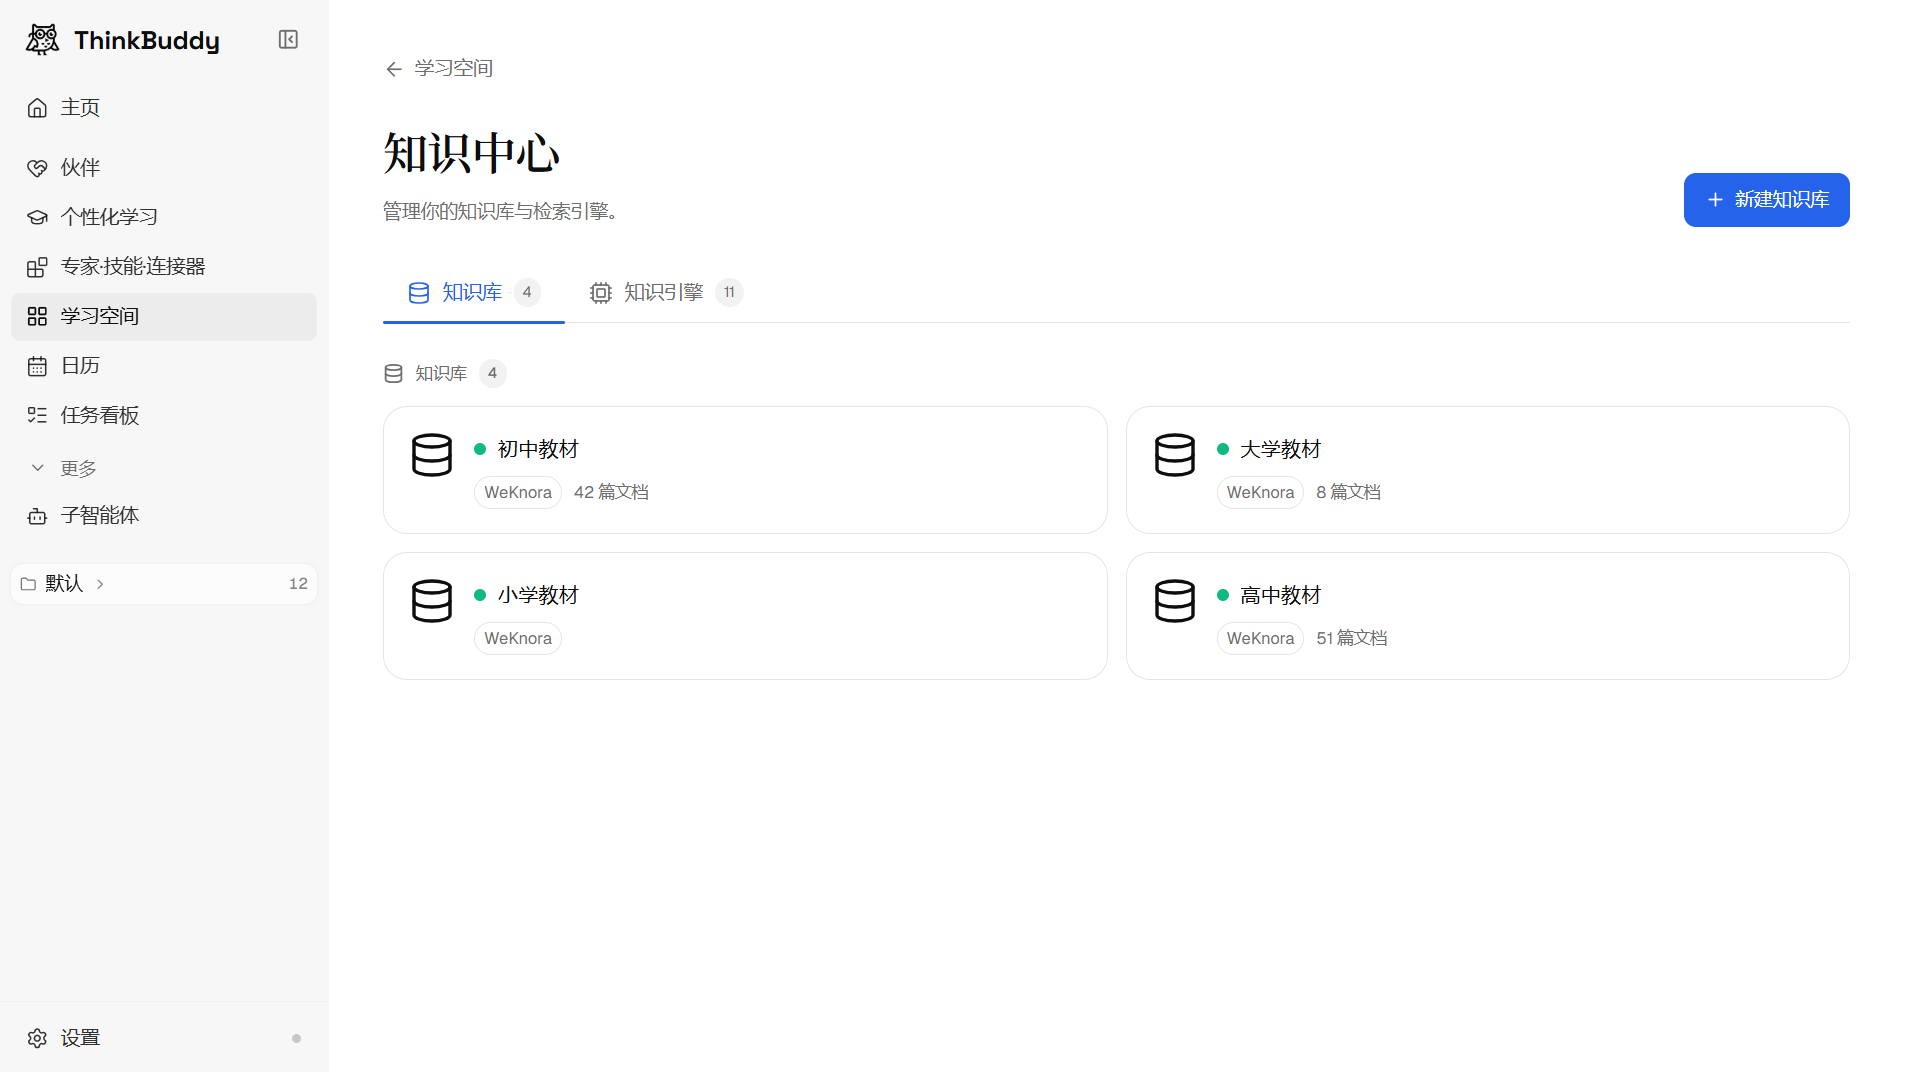 ThinkBuddy
主页
伙伴
个性化学习
专家·技能·连接器
学习空间
日历
任务看板
更多
子智能体
默认
12
设置
学习空间
知识中心
管理你的知识库与检索引擎。
新建知识库
知识库 4
知识引擎 11
知识库 4
初中教材
WeKnora 42 篇文档
大学教材
WeKnora 8 篇文档
小学教材
WeKnora
高中教材
WeKnora 51 篇文档